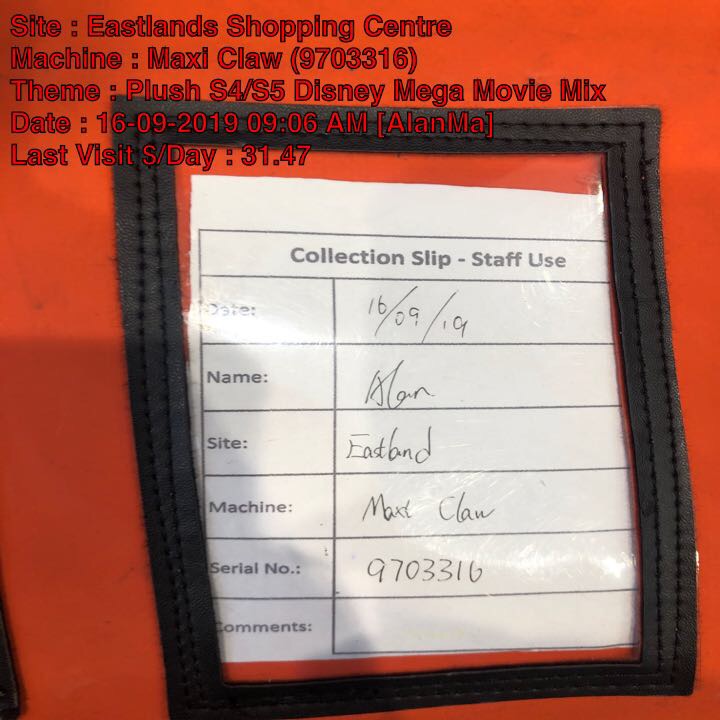 Site : Eastlands Shopping Centre
Machine : Maxi Claw (9703316)
Theme : Plush S4/S5 Disney Mega Movie Mix
Date : 16-09-2019 09:06 AM [AlanMa]
Last Visit $/Day : 31.47
Collection Slip - Staff Use
Date: 16/09/19
Name: Alan
Site: Eastland
Machine: Maxi Claw
Serial No.: 9703316
Comments: